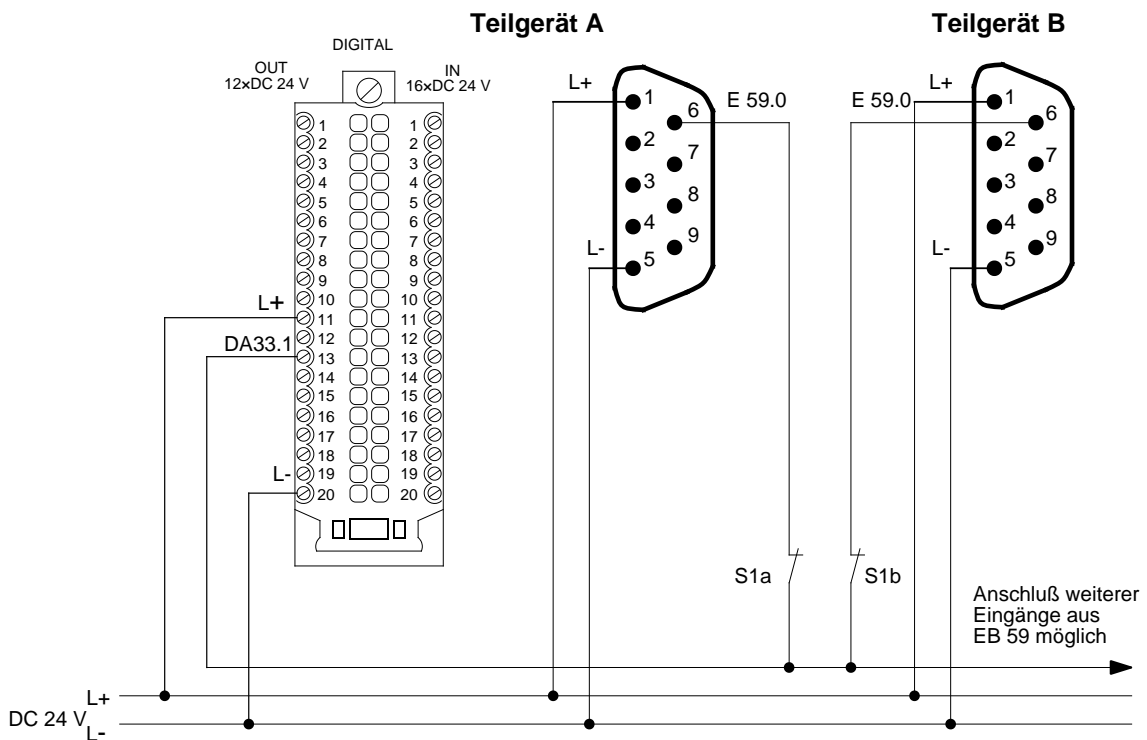 Teilgerät A
Teilgerät B
DIGITAL
OUT
12×DC 24 V
IN
16×DC 24 V
1 1
2 2
3 3
4 4
5 5
6 6
7 7
8 8
9 9
10 10
11 11
12 12
13 13
14 14
15 15
16 16
17 17
18 18
19 19
20 20
L+
DA33.1
L-
L+
1
6
2
7
3
8
4
9
5
L-
E 59.0
E 59.0
L+
1
6
2
7
3
8
4
9
5
L-
S1a
S1b
Anschluß weiterer
Eingänge aus
EB 59 möglich
L+
DC 24 V
L-